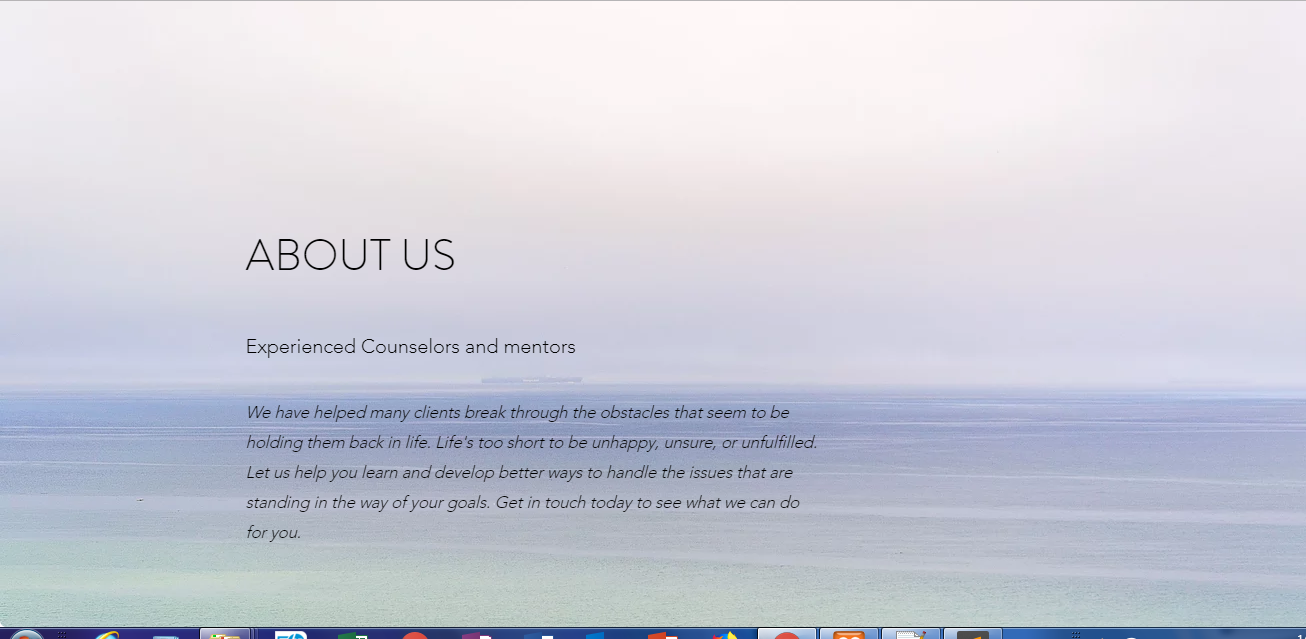 ABOUT US
Experienced Counselors and mentors
We have helped many clients break through the obstacles that seem to be
holding them back in life. Life's too short to be unhappy, unsure, or unfulfilled.
Let us help you learn and develop better ways to handle the issues that are
standing in the way of your goals. Get in touch today to see what we can do
for you.